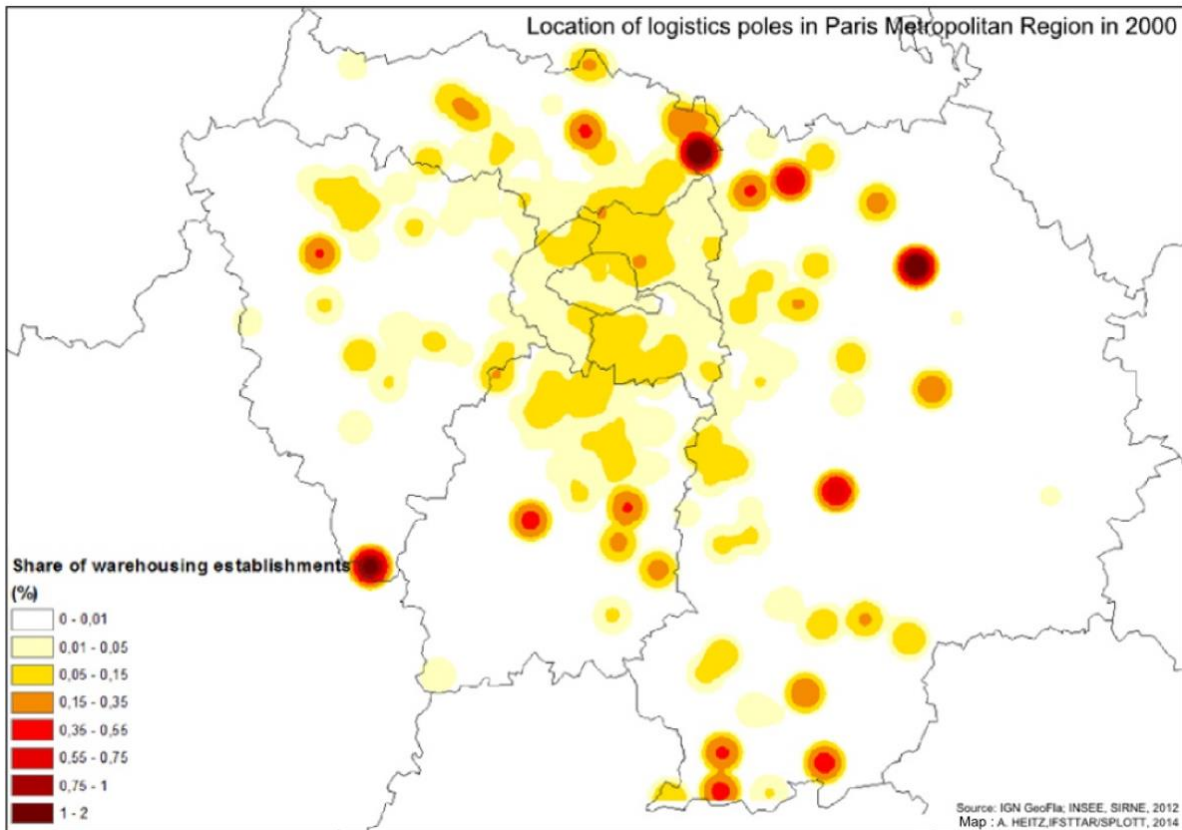 Location of logistics poles in Paris Metropolitan Region in 2000
Share of warehousing establishments
(%)
0 - 0,01
0,01 - 0,05
0,05 - 0,15
0,15 - 0,35
0,35 - 0,55
0,55 - 0,75
0,75 - 1
1 - 2
Source: IGN GeoFla; INSEE, SIRNE, 2012
Map : A. HEITZ,IFSTTAR/SPLOTT, 2014